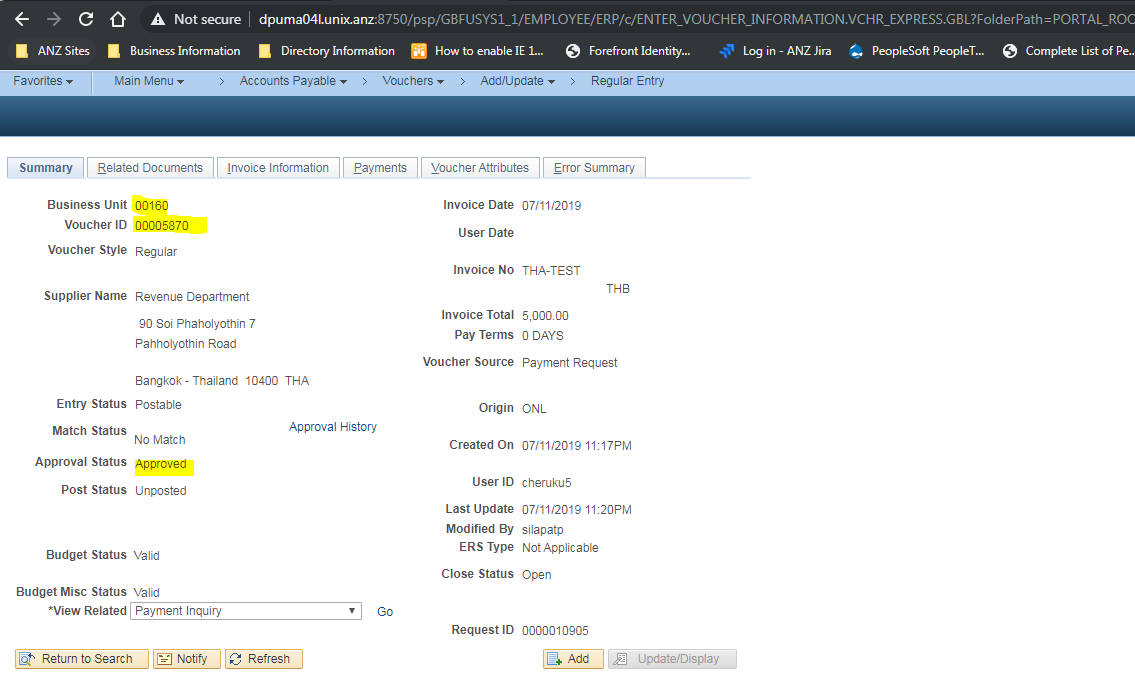 Not secure dpuma04l.unix.anz:8750/psp/GBFUSYS1_1/EMPLOYEE/ERP/c/ENTER_VOUCHER_INFORMATION.VCHR_EXPRESS.GBL?FolderPath=PORTAL_ROO
ANZ Sites Business Information Directory Information How to enable IE 1... Forefront Identity... Log in - ANZ Jira PeopleSoft PeopleT... Complete List of Pe...
Favorites Main Menu > Accounts Payable > Vouchers > Add/Update > Regular Entry
Summary Related Documents Invoice Information Payments Voucher Attributes Error Summary
Business Unit 00160 Invoice Date 07/11/2019
Voucher ID 00005870 User Date
Voucher Style Regular
Invoice No THA-TEST
THB
Supplier Name Revenue Department
Invoice Total 5,000.00
90 Soi Phaholyothin 7
Pay Terms 0 DAYS
Pahholyothin Road
Voucher Source Payment Request
Bangkok - Thailand 10400 THA
Entry Status Postable
Origin ONL
Match Status No Match Approval History
Created On 07/11/2019 11:17PM
Approval Status Approved
User ID cheruku5
Post Status Unposted
Last Update 07/11/2019 11:20PM
Modified By silapatp
ERS Type Not Applicable
Budget Status Valid
Close Status Open
Budget Misc Status Valid
*View Related Payment Inquiry Go
Request ID 0000010905
Return to Search Notify Refresh Add Update/Display